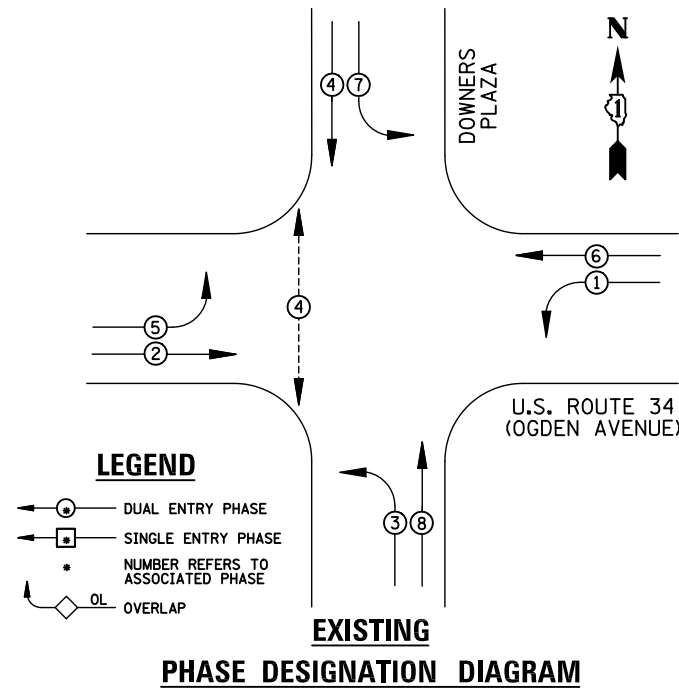 4
7
DOWNERS
PLAZA
N
1
6
1
4
5
2
U.S. ROUTE 34
(OGDEN AVENUE)
3
8
LEGEND
* DUAL ENTRY PHASE
* SINGLE ENTRY PHASE
* NUMBER REFERS TO
ASSOCIATED PHASE
OL OVERLAP
EXISTING
PHASE DESIGNATION DIAGRAM